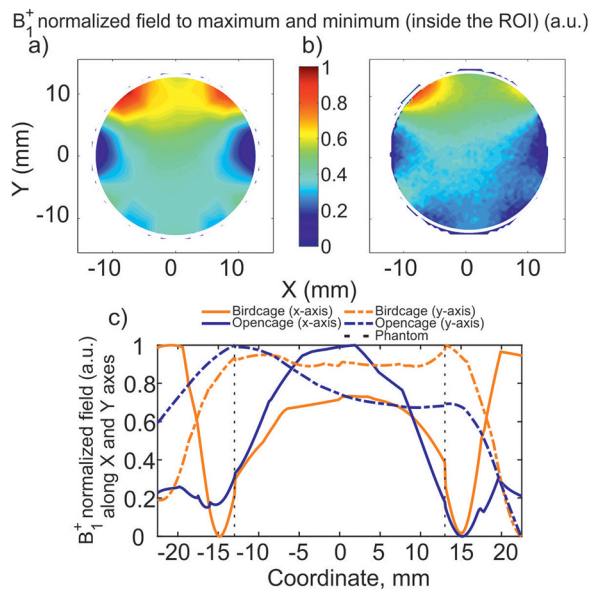 B1+ normalized field to maximum and minimum (inside the ROI) (a.u.)
a)
b)
10
0
-10
Y (mm)
-10
0
10
1
0.8
0.6
0.4
0.2
0
-10
0
10
X (mm)
c)
Birdcage (x-axis)
Birdcage (y-axis)
Opencage (x-axis)
Opencage (y-axis)
Phantom
B1+ normalized field (a.u.)
along X and Y axes
1
0.8
0.6
0.4
0.2
0
-20
-15
-10
-5
0
5
10
15
20
Coordinate, mm